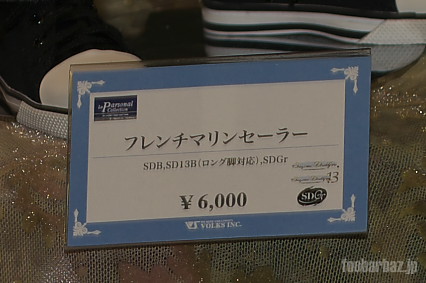 Personal
Collection
フレンチマリンセーラー
SDB,SD13B(ロング脚対応),SDGr
13
SDGr
¥6,000
VOLKS INC.
foobarbaz.jp